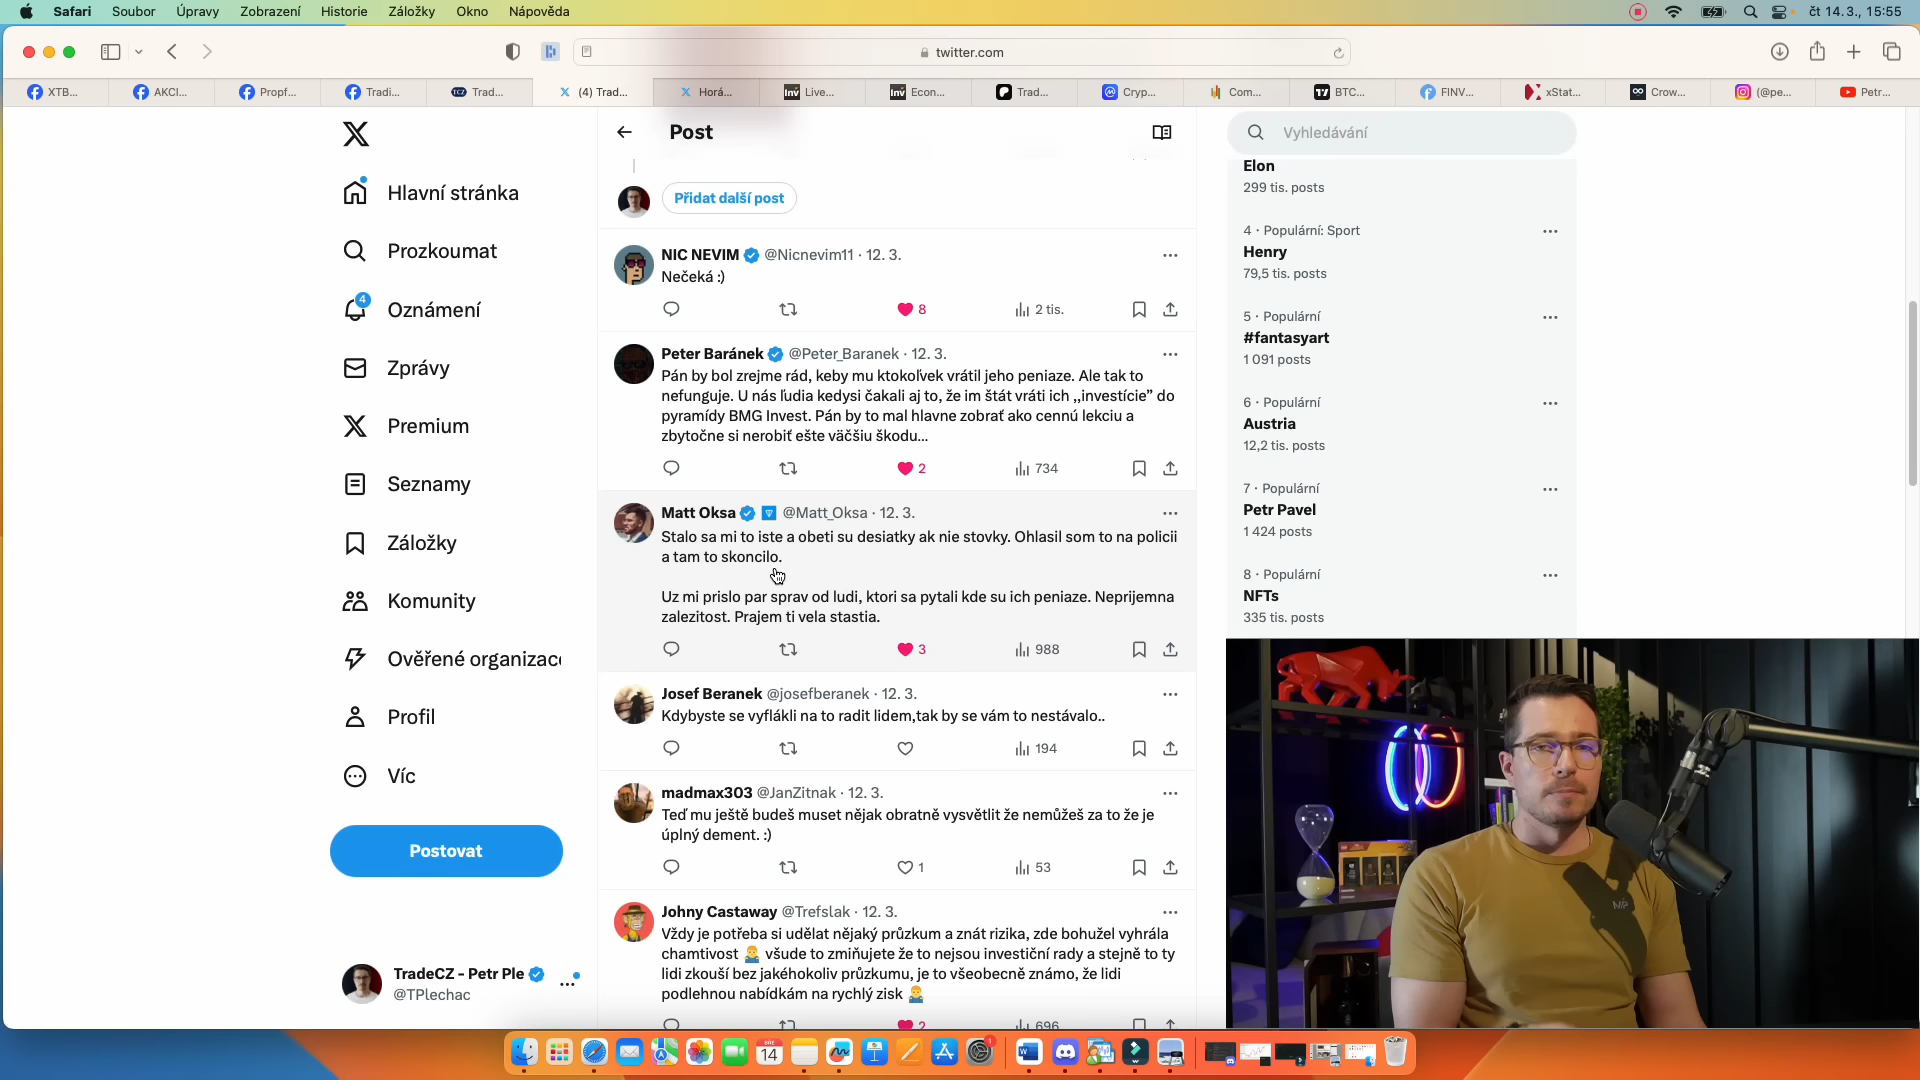 Safari Soubor Úpravy Zobrazení Historie Záložky Okno Nápověda
čt 14.3., 15:55
twitter.com
XTB... AKCI... Propf... Tradi... Trad... (4) Trad... Horá... Live... Econ... Trad... Cryp... Com... BTC... FINV... xStat... Crow... (@pe... Petr...
Hlavní stránka
Prozkoumat
4
Oznámení
Zprávy
Premium
Seznamy
Záložky
Komunity
Ověřené organizac
Profil
Víc
Postovat
TradeCZ - Petr Ple
@TPlechac
Post
Přidat další post
NIC NEVIM @Nicnevim11 · 12. 3.
Nečeká :)
8 2 tis.
Peter Baránek @Peter_Baranek · 12. 3.
Pán by bol zrejme rád, keby mu ktokoľvek vrátil jeho peniaze. Ale tak to
nefunguje. U nás ľudia kedysi čakali aj to, že im štát vráti ich ,,investície” do
pyramídy BMG Invest. Pán by to mal hlavne zobrať ako cennú lekciu a
zbytočne si nerobiť ešte väčšiu škodu...
2 734
Matt Oksa @Matt_Oksa · 12. 3.
Stalo sa mi to iste a obeti su desiatky ak nie stovky. Ohlasil som to na policii
a tam to skoncilo.
Uz mi prislo par sprav od ludi, ktori sa pytali kde su ich peniaze. Neprijemna
zalezitost. Prajem ti vela stastia.
3 988
Josef Beranek @josefberanek · 12. 3.
Kdybyste se vyflákli na to radit lidem,tak by se vám to nestávalo..
194
madmax303 @JanZitnak · 12. 3.
Teď mu ještě budeš muset nějak obratně vysvětlit že nemůžeš za to že je
úplný dement. :)
1 53
Johny Castaway @Trefslak · 12. 3.
Vždy je potřeba si udělat nějaký průzkum a znát rizika, zde bohužel vyhrála
chamtivost 🤷‍♂️ všude to zmiňujete že to nejsou investiční rady a stejně to ty
lidi zkouší bez jakéhokoliv průzkumu, je to všeobecně známo, že lidi
podlehnou nabídkám na rychlý zisk 🤷‍♂️
2 696
Vyhledávání
Elon
299 tis. posts
4 · Populární: Sport
Henry
79,5 tis. posts
5 · Populární
#fantasyart
1 091 posts
6 · Populární
Austria
12,2 tis. posts
7 · Populární
Petr Pavel
1 424 posts
8 · Populární
NFTs
335 tis. posts
14
1